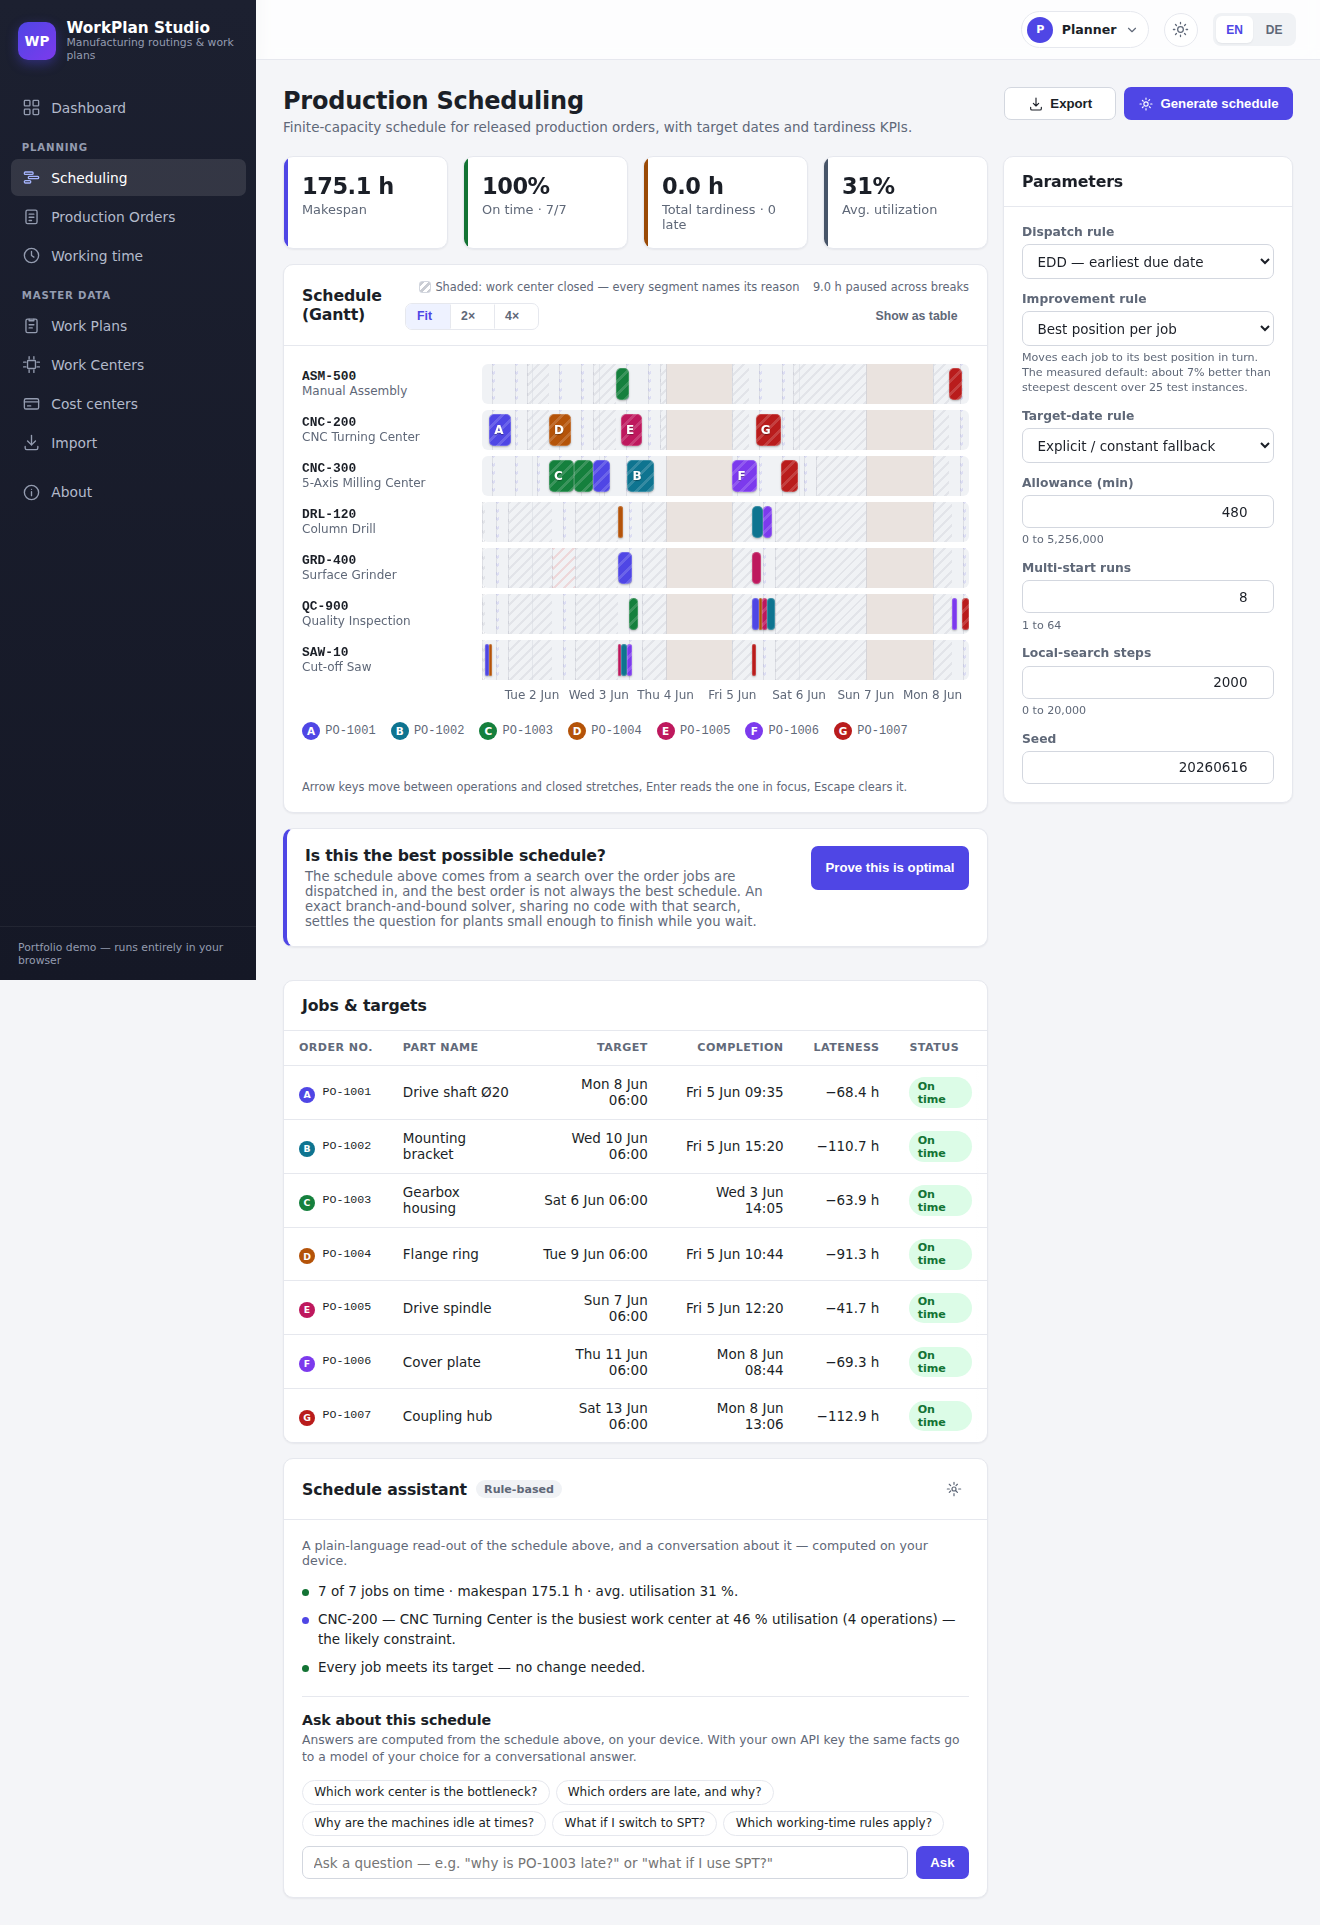 WP
WorkPlan Studio
Manufacturing routings & work
plans
Dashboard
PLANNING
Scheduling
Production Orders
Working time
MASTER DATA
Work Plans
Work Centers
Cost centers
Import
About
Portfolio demo — runs entirely in your
browser
P Planner
EN DE
Production Scheduling
Finite-capacity schedule for released production orders, with target dates and tardiness KPIs.
Export
Generate schedule
175.1 h
Makespan
100%
On time · 7/7
0.0 h
Total tardiness · 0
late
31%
Avg. utilization
Schedule
(Gantt)
Shaded: work center closed — every segment names its reason
9.0 h paused across breaks
Fit 2× 4×
Show as table
ASM-500
Manual Assembly
CNC-200
CNC Turning Center
A D E G
CNC-300
5-Axis Milling Center
C B F
DRL-120
Column Drill
GRD-400
Surface Grinder
QC-900
Quality Inspection
SAW-10
Cut-off Saw
Tue 2 Jun Wed 3 Jun Thu 4 Jun Fri 5 Jun Sat 6 Jun Sun 7 Jun Mon 8 Jun
A PO-1001 B PO-1002 C PO-1003 D PO-1004 E PO-1005 F PO-1006 G PO-1007
Arrow keys move between operations and closed stretches, Enter reads the one in focus, Escape clears it.
Is this the best possible schedule?
The schedule above comes from a search over the order jobs are
dispatched in, and the best order is not always the best schedule. An
exact branch-and-bound solver, sharing no code with that search,
settles the question for plants small enough to finish while you wait.
Prove this is optimal
Jobs & targets
ORDER NO. PART NAME TARGET COMPLETION LATENESS STATUS
A PO-1001 Drive shaft Ø20 Mon 8 Jun 06:00 Fri 5 Jun 09:35 −68.4 h On time
B PO-1002 Mounting bracket Wed 10 Jun 06:00 Fri 5 Jun 15:20 −110.7 h On time
C PO-1003 Gearbox housing Sat 6 Jun 06:00 Wed 3 Jun 14:05 −63.9 h On time
D PO-1004 Flange ring Tue 9 Jun 06:00 Fri 5 Jun 10:44 −91.3 h On time
E PO-1005 Drive spindle Sun 7 Jun 06:00 Fri 5 Jun 12:20 −41.7 h On time
F PO-1006 Cover plate Thu 11 Jun 06:00 Mon 8 Jun 08:44 −69.3 h On time
G PO-1007 Coupling hub Sat 13 Jun 06:00 Mon 8 Jun 13:06 −112.9 h On time
Schedule assistant Rule-based
A plain-language read-out of the schedule above, and a conversation about it — computed on your
device.
7 of 7 jobs on time · makespan 175.1 h · avg. utilisation 31 %.
CNC-200 — CNC Turning Center is the busiest work center at 46 % utilisation (4 operations) —
the likely constraint.
Every job meets its target — no change needed.
Ask about this schedule
Answers are computed from the schedule above, on your device. With your own API key the same facts go
to a model of your choice for a conversational answer.
Which work center is the bottleneck? Which orders are late, and why?
Why are the machines idle at times? What if I switch to SPT? Which working-time rules apply?
Ask a question — e.g. "why is PO-1003 late?" or "what if I use SPT?"
Ask
Parameters
Dispatch rule
EDD — earliest due date
Improvement rule
Best position per job
Moves each job to its best position in turn.
The measured default: about 7% better than
steepest descent over 25 test instances.
Target-date rule
Explicit / constant fallback
Allowance (min)
480
0 to 5,256,000
Multi-start runs
8
1 to 64
Local-search steps
2000
0 to 20,000
Seed
20260616